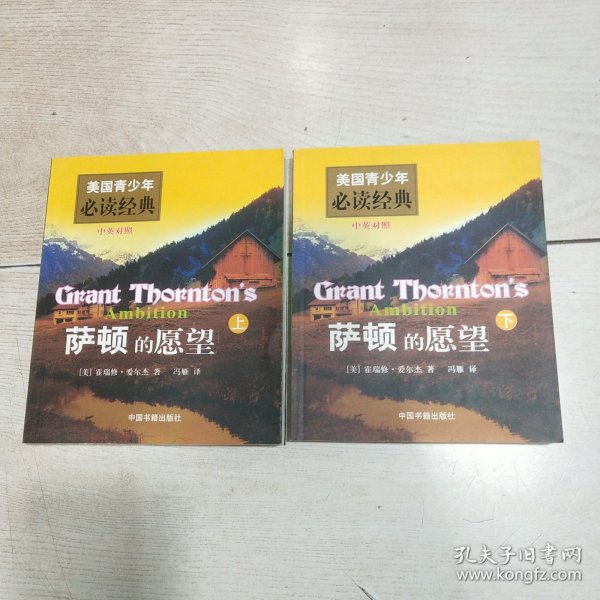 美国青少年
必读经典
中英对照
Grant Thornton's
Ambition
萨顿的愿望 上
[美] 霍瑞修·爱尔杰 著 冯雁 译
中国书籍出版社
美国青少年
必读经典
中英对照
Grant Thornton's
Ambition
萨顿的愿望 下
[美] 霍瑞修·爱尔杰 著 冯雁 译
中国书籍出版社
孔夫子旧书网
www.kongfz.com